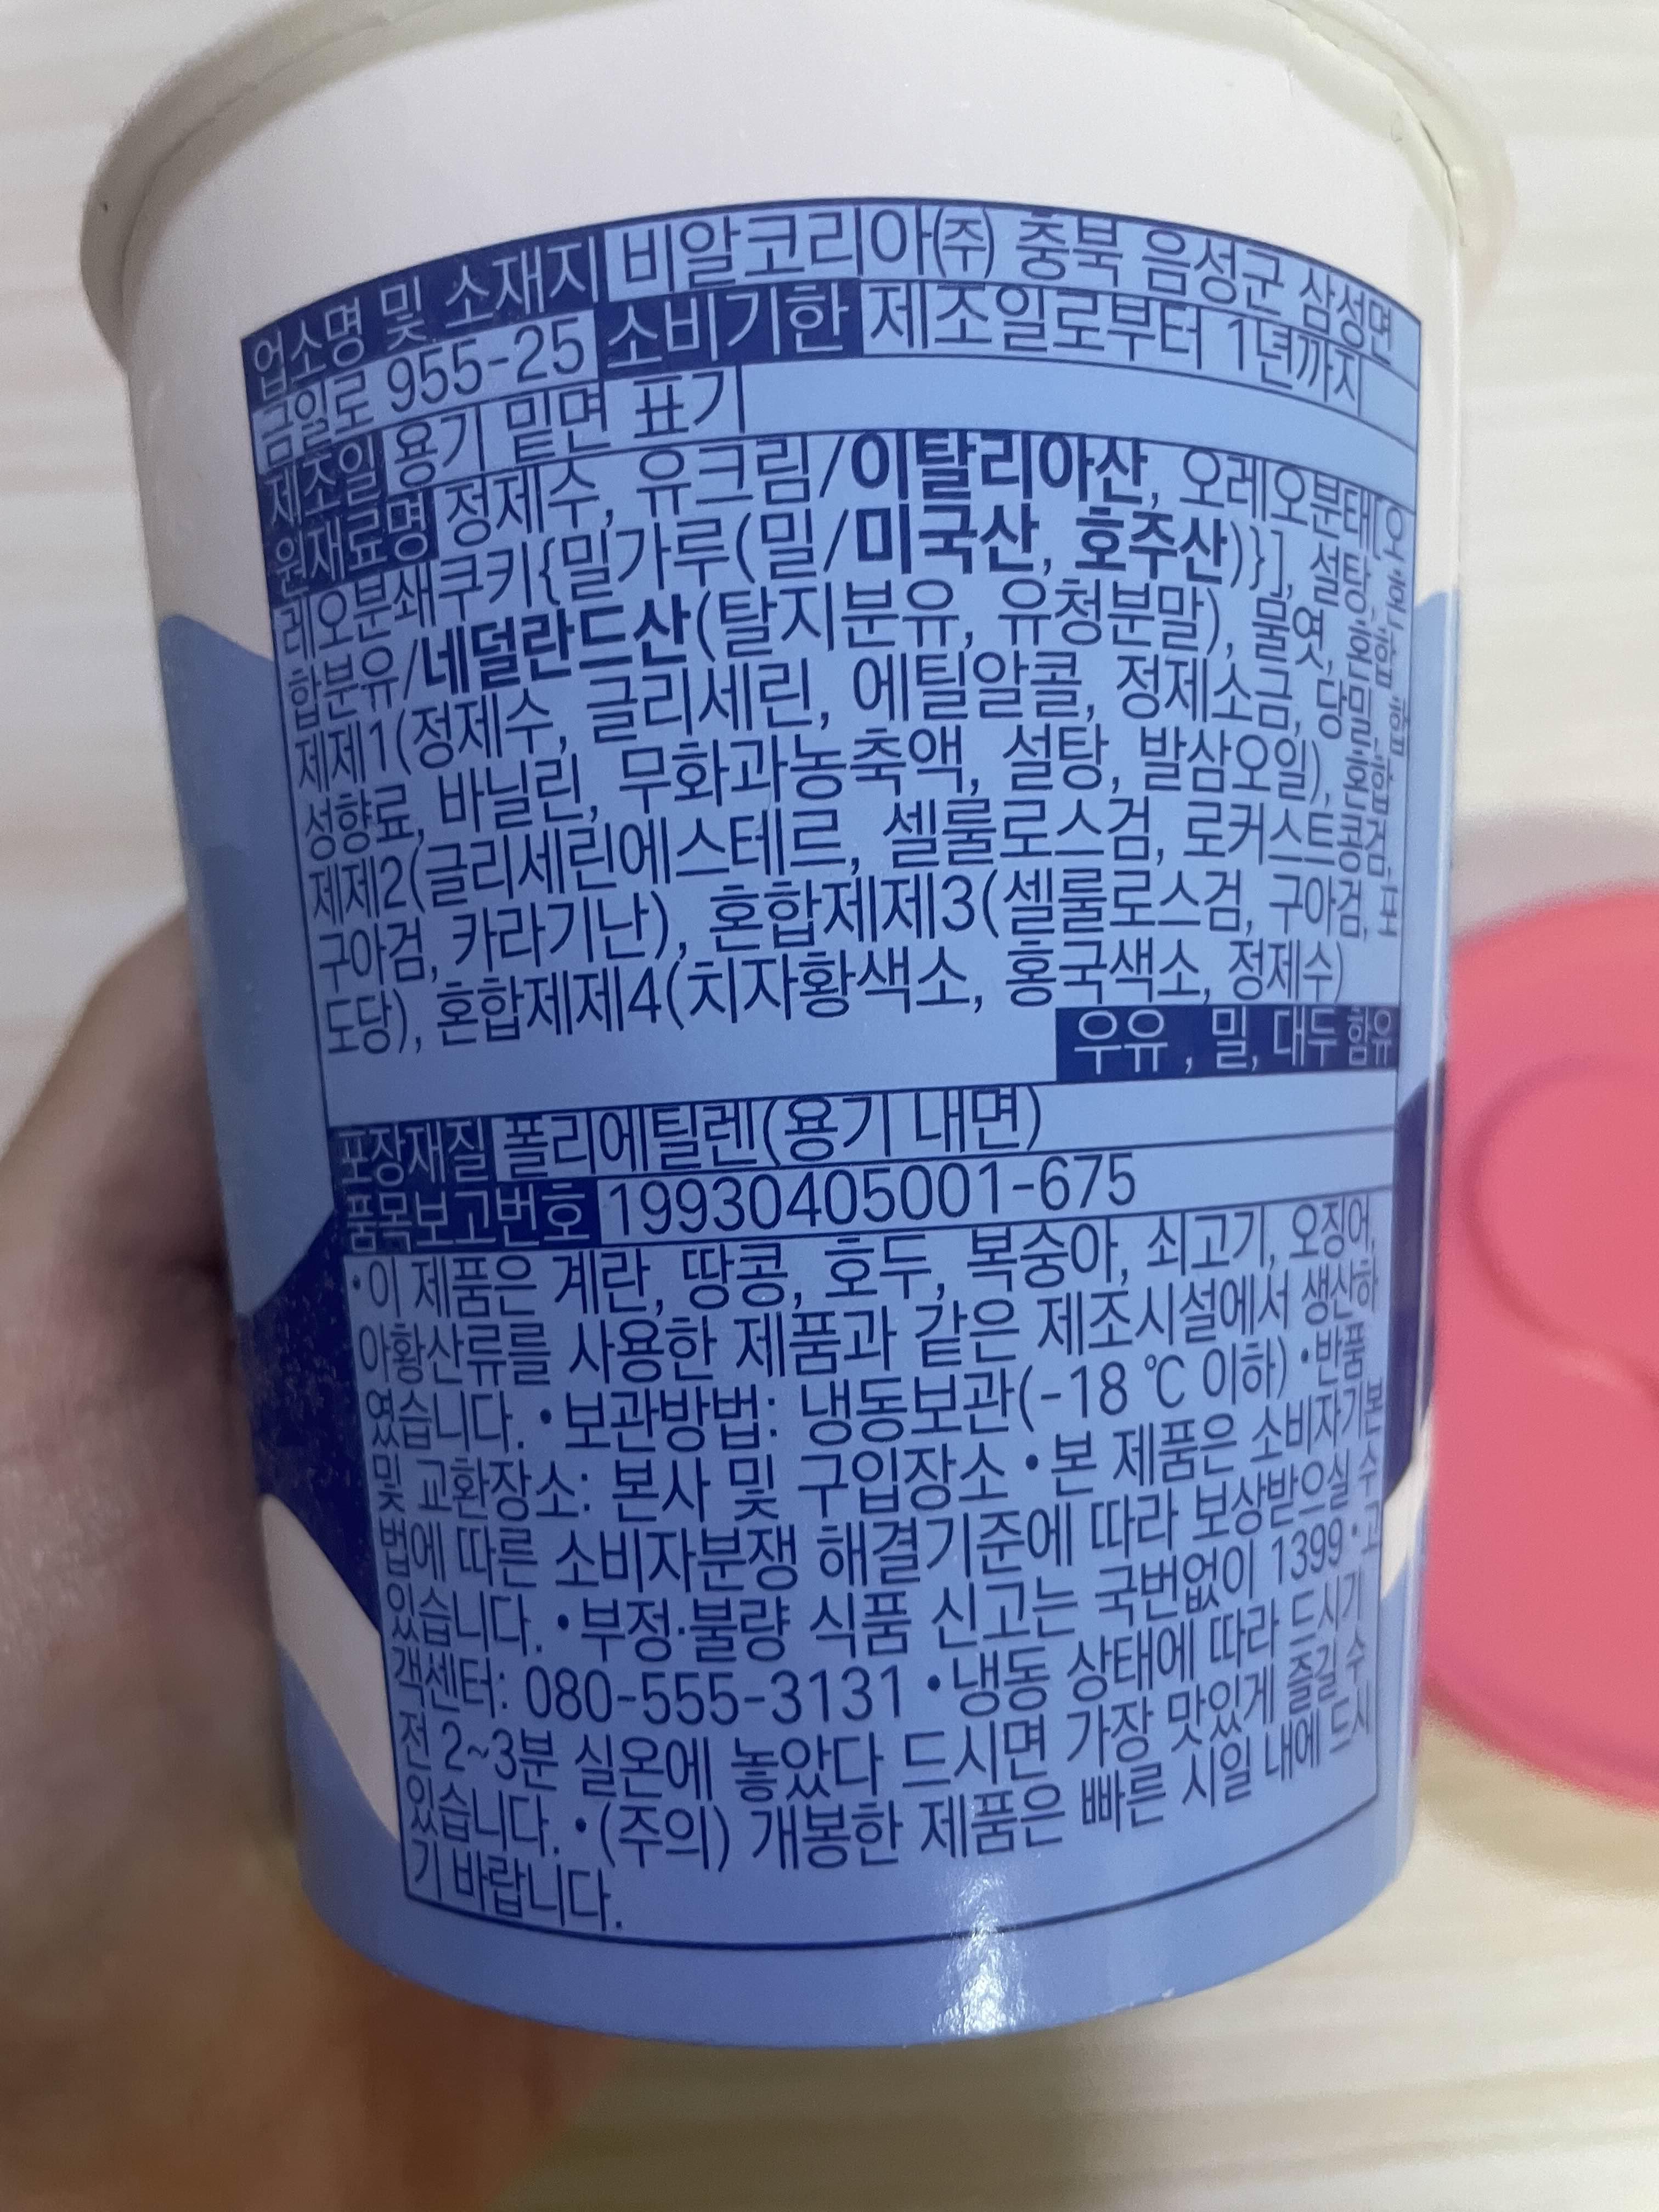 업소명 및 소재지 비알코리아(주) 충북 음성군 삼성면
금일로 955-25 소비기한 제조일로부터 1년까지
제조일 용기 밑면 표기
원재료명 정제수, 유크림/이탈리아산, 오레오분태[오
레오분쇄쿠키{밀가루(밀/미국산, 호주산)}], 설탕, 혼
합분유/네덜란드산(탈지분유, 유청분말), 물엿, 혼합
제제1(정제수, 글리세린, 에틸알콜, 정제소금, 당밀, 합
성향료, 바닐린, 무화과농축액, 설탕, 발삼오일), 혼합
제제2(글리세린에스테르, 셀룰로스검, 로커스트콩검,
구아검, 카라기난), 혼합제제3(셀룰로스검, 구아검, 포
도당), 혼합제제4(치자황색소, 홍국색소, 정제수)
우유, 밀, 대두 함유
포장재질 폴리에틸렌(용기 내면)
품목보고번호 19930405001-675
•이 제품은 계란, 땅콩, 호두, 복숭아, 쇠고기, 오징어,
아황산류를 사용한 제품과 같은 제조시설에서 생산하
였습니다. •보관방법: 냉동보관(-18 ℃ 이하) •반품
및 교환장소: 본사 및 구입장소 •본 제품은 소비자기본
법에 따른 소비자분쟁 해결기준에 따라 보상받으실 수
있습니다. •부정·불량 식품 신고는 국번없이 1399 •고
객센터: 080-555-3131 •냉동 상태에 따라 드시기
전 2~3분 실온에 놓았다 드시면 가장 맛있게 즐길 수
있습니다. •(주의) 개봉한 제품은 빠른 시일 내에 드시
기 바랍니다.